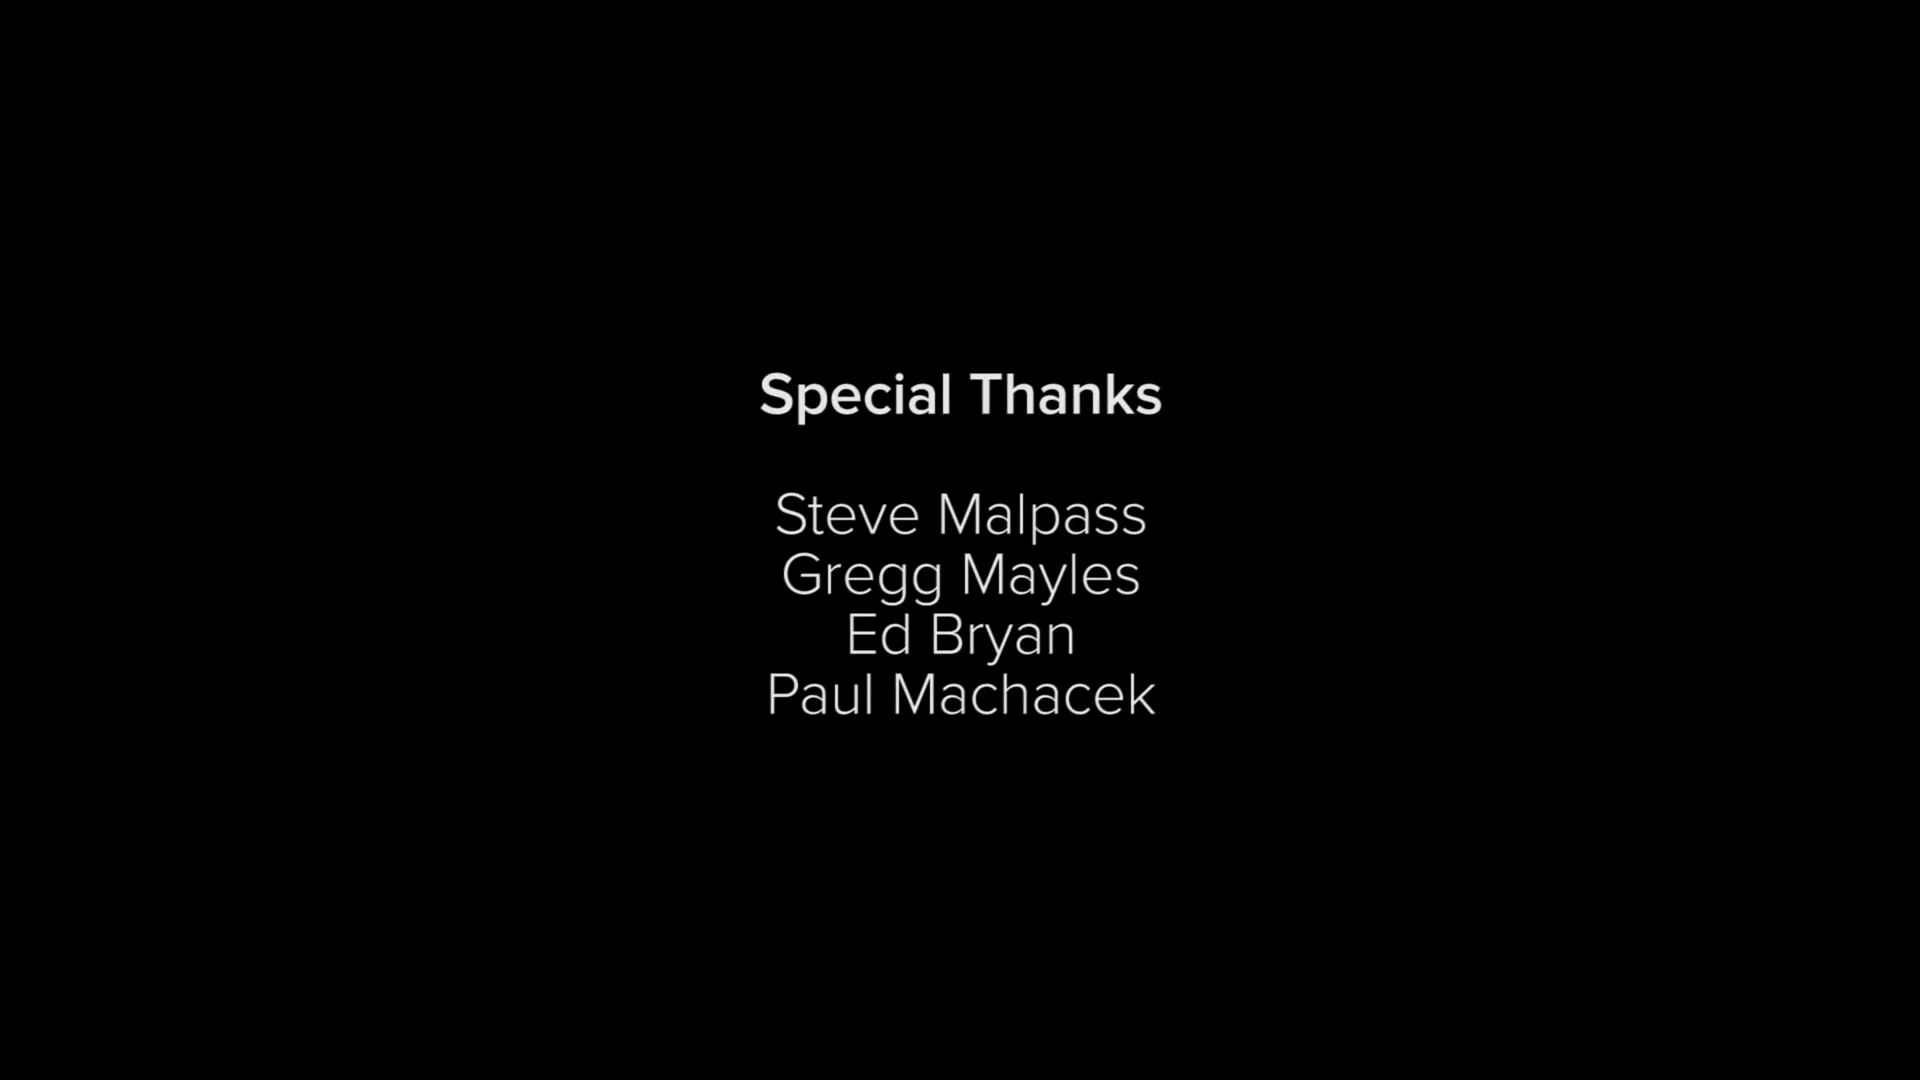 Special Thanks
Steve Malpass
Gregg Mayles
Ed Bryan
Paul Machacek